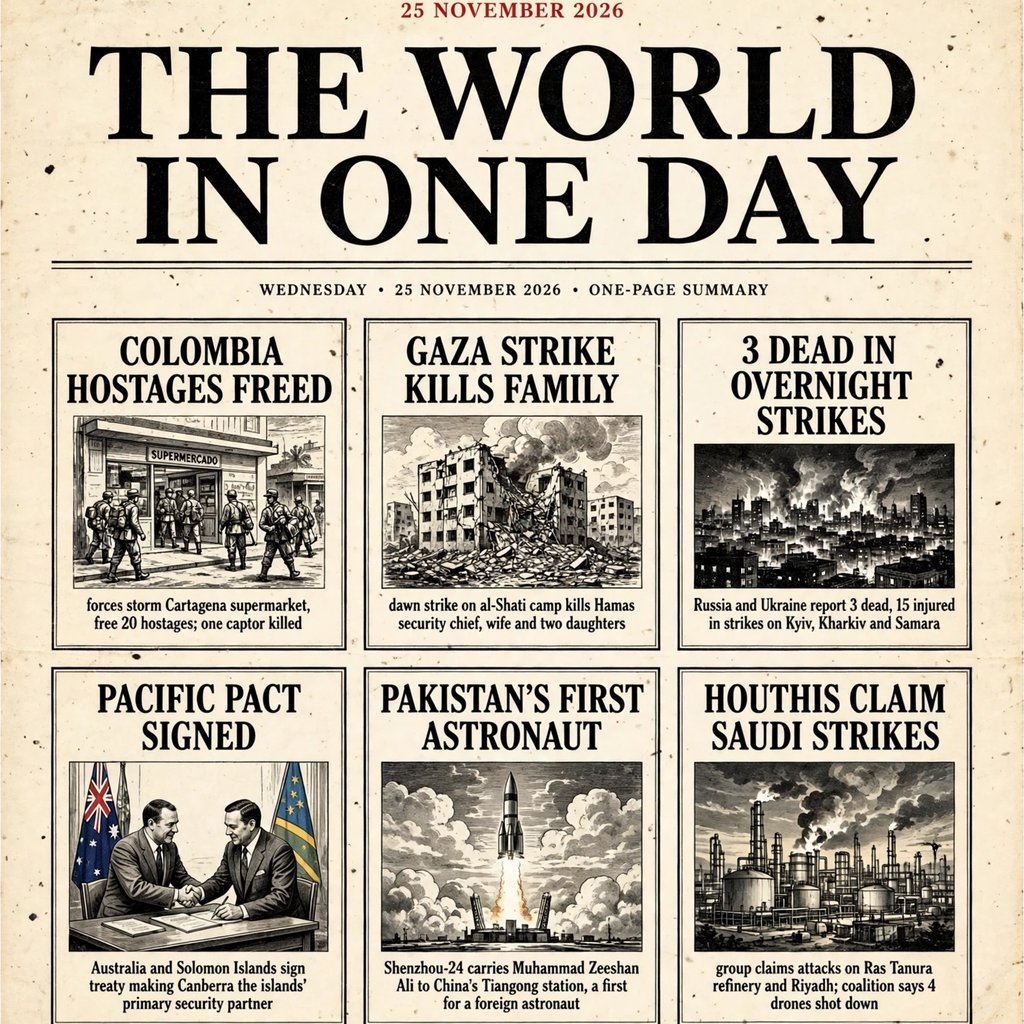 25 NOVEMBER 2026
THE WORLD
IN ONE DAY
WEDNESDAY • 25 NOVEMBER 2026 • ONE-PAGE SUMMARY
COLOMBIA
HOSTAGES FREED
SUPERMERCADO
forces storm Cartagena supermarket,
free 20 hostages; one captor killed
GAZA STRIKE
KILLS FAMILY
dawn strike on al-Shati camp kills Hamas
security chief, wife and two daughters
3 DEAD IN
OVERNIGHT
STRIKES
Russia and Ukraine report 3 dead, 15 injured
in strikes on Kyiv, Kharkiv and Samara
PACIFIC PACT
SIGNED
Australia and Solomon Islands sign
treaty making Canberra the islands'
primary security partner
PAKISTAN'S FIRST
ASTRONAUT
Shenzhou-24 carries Muhammad Zeeshan
Ali to China's Tiangong station, a first
for a foreign astronaut
HOUTHIS CLAIM
SAUDI STRIKES
group claims attacks on Ras Tanura
refinery and Riyadh; coalition says 4
drones shot down